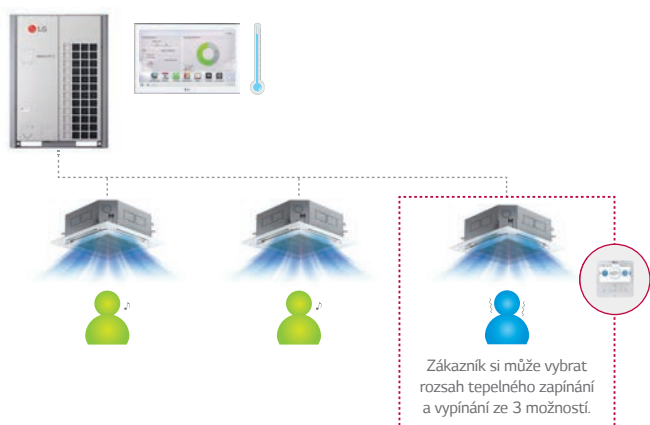 LG
Zákazník si může vybrat
rozsah tepelného zapínání
a vypínání ze 3 možností.